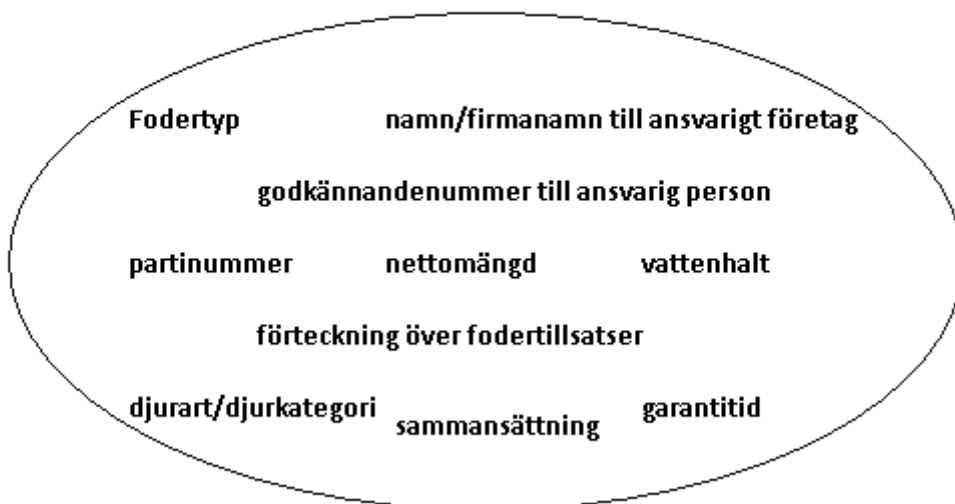 Fodertyp namn/firmanamn till ansvarigt företag
godkännandenummer till ansvarig person
partinummer nettomängd vattenhalt
förteckning över fodertillsatser
djurart/djurkategori sammansättning garantitid